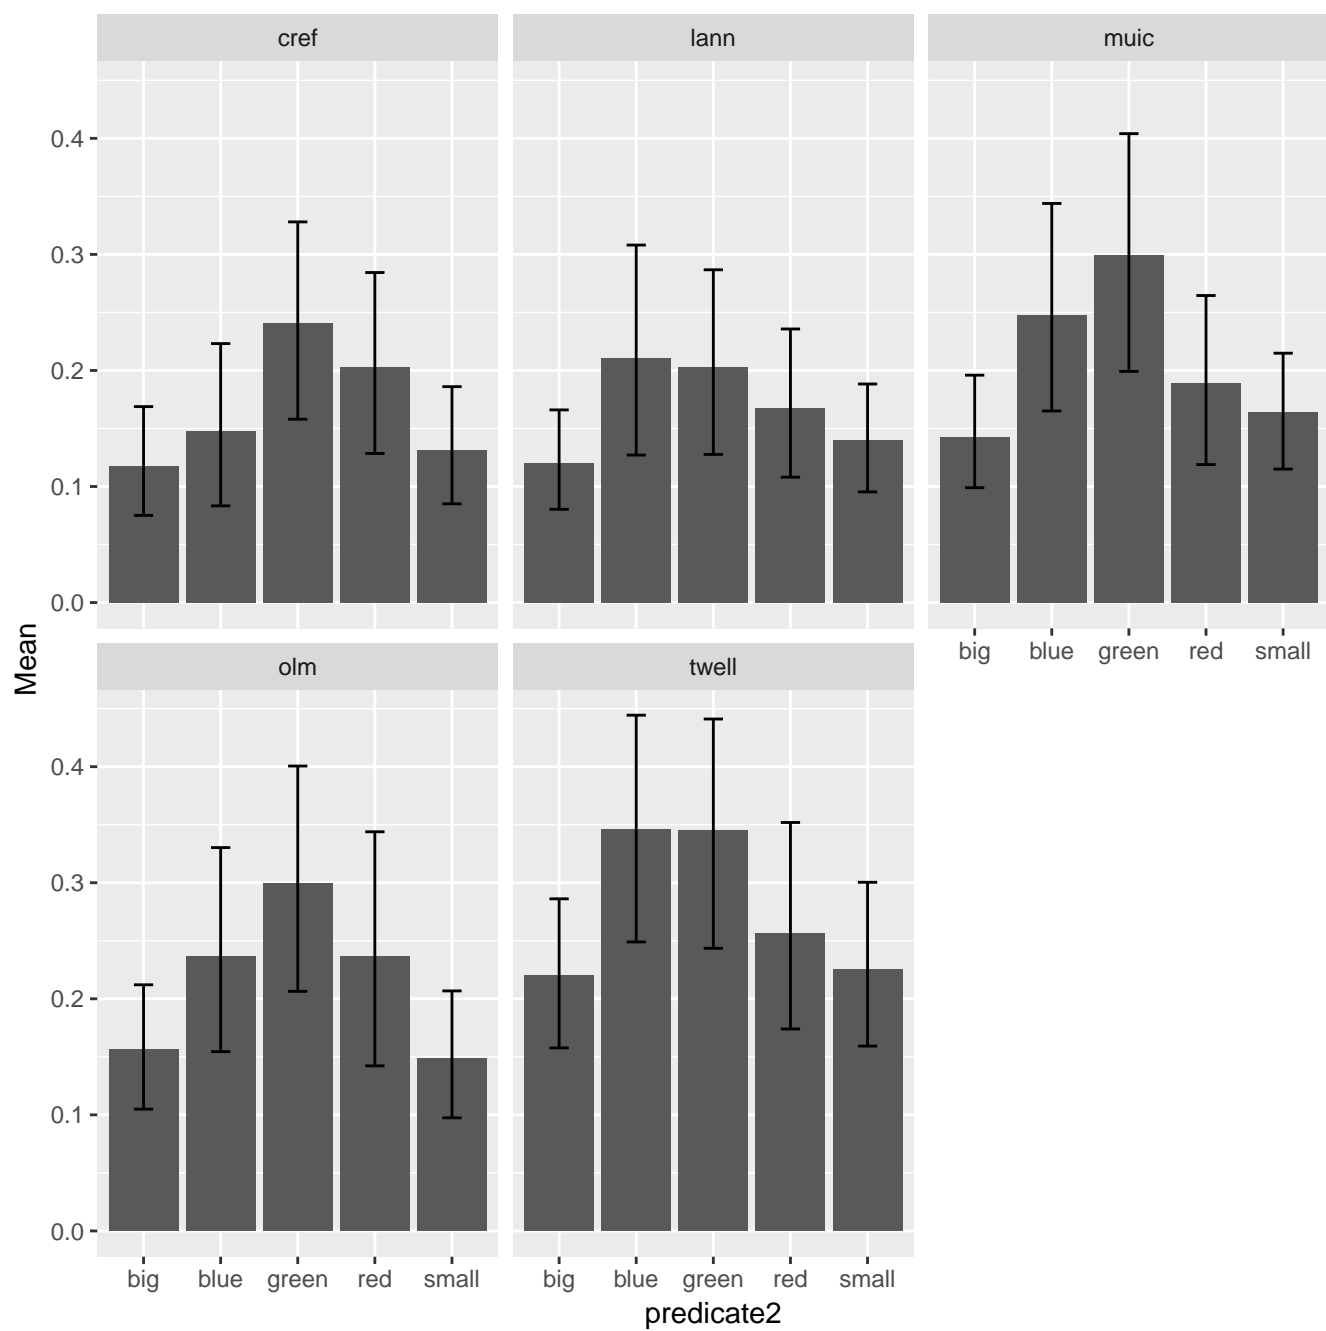 cref
lann
muic
0.4
0.3
0.2
0.1
0.0
big blue green red small
Mean
olm
twell
0.4
0.3
0.2
0.1
0.0
big blue green red small
big blue green red small
predicate2